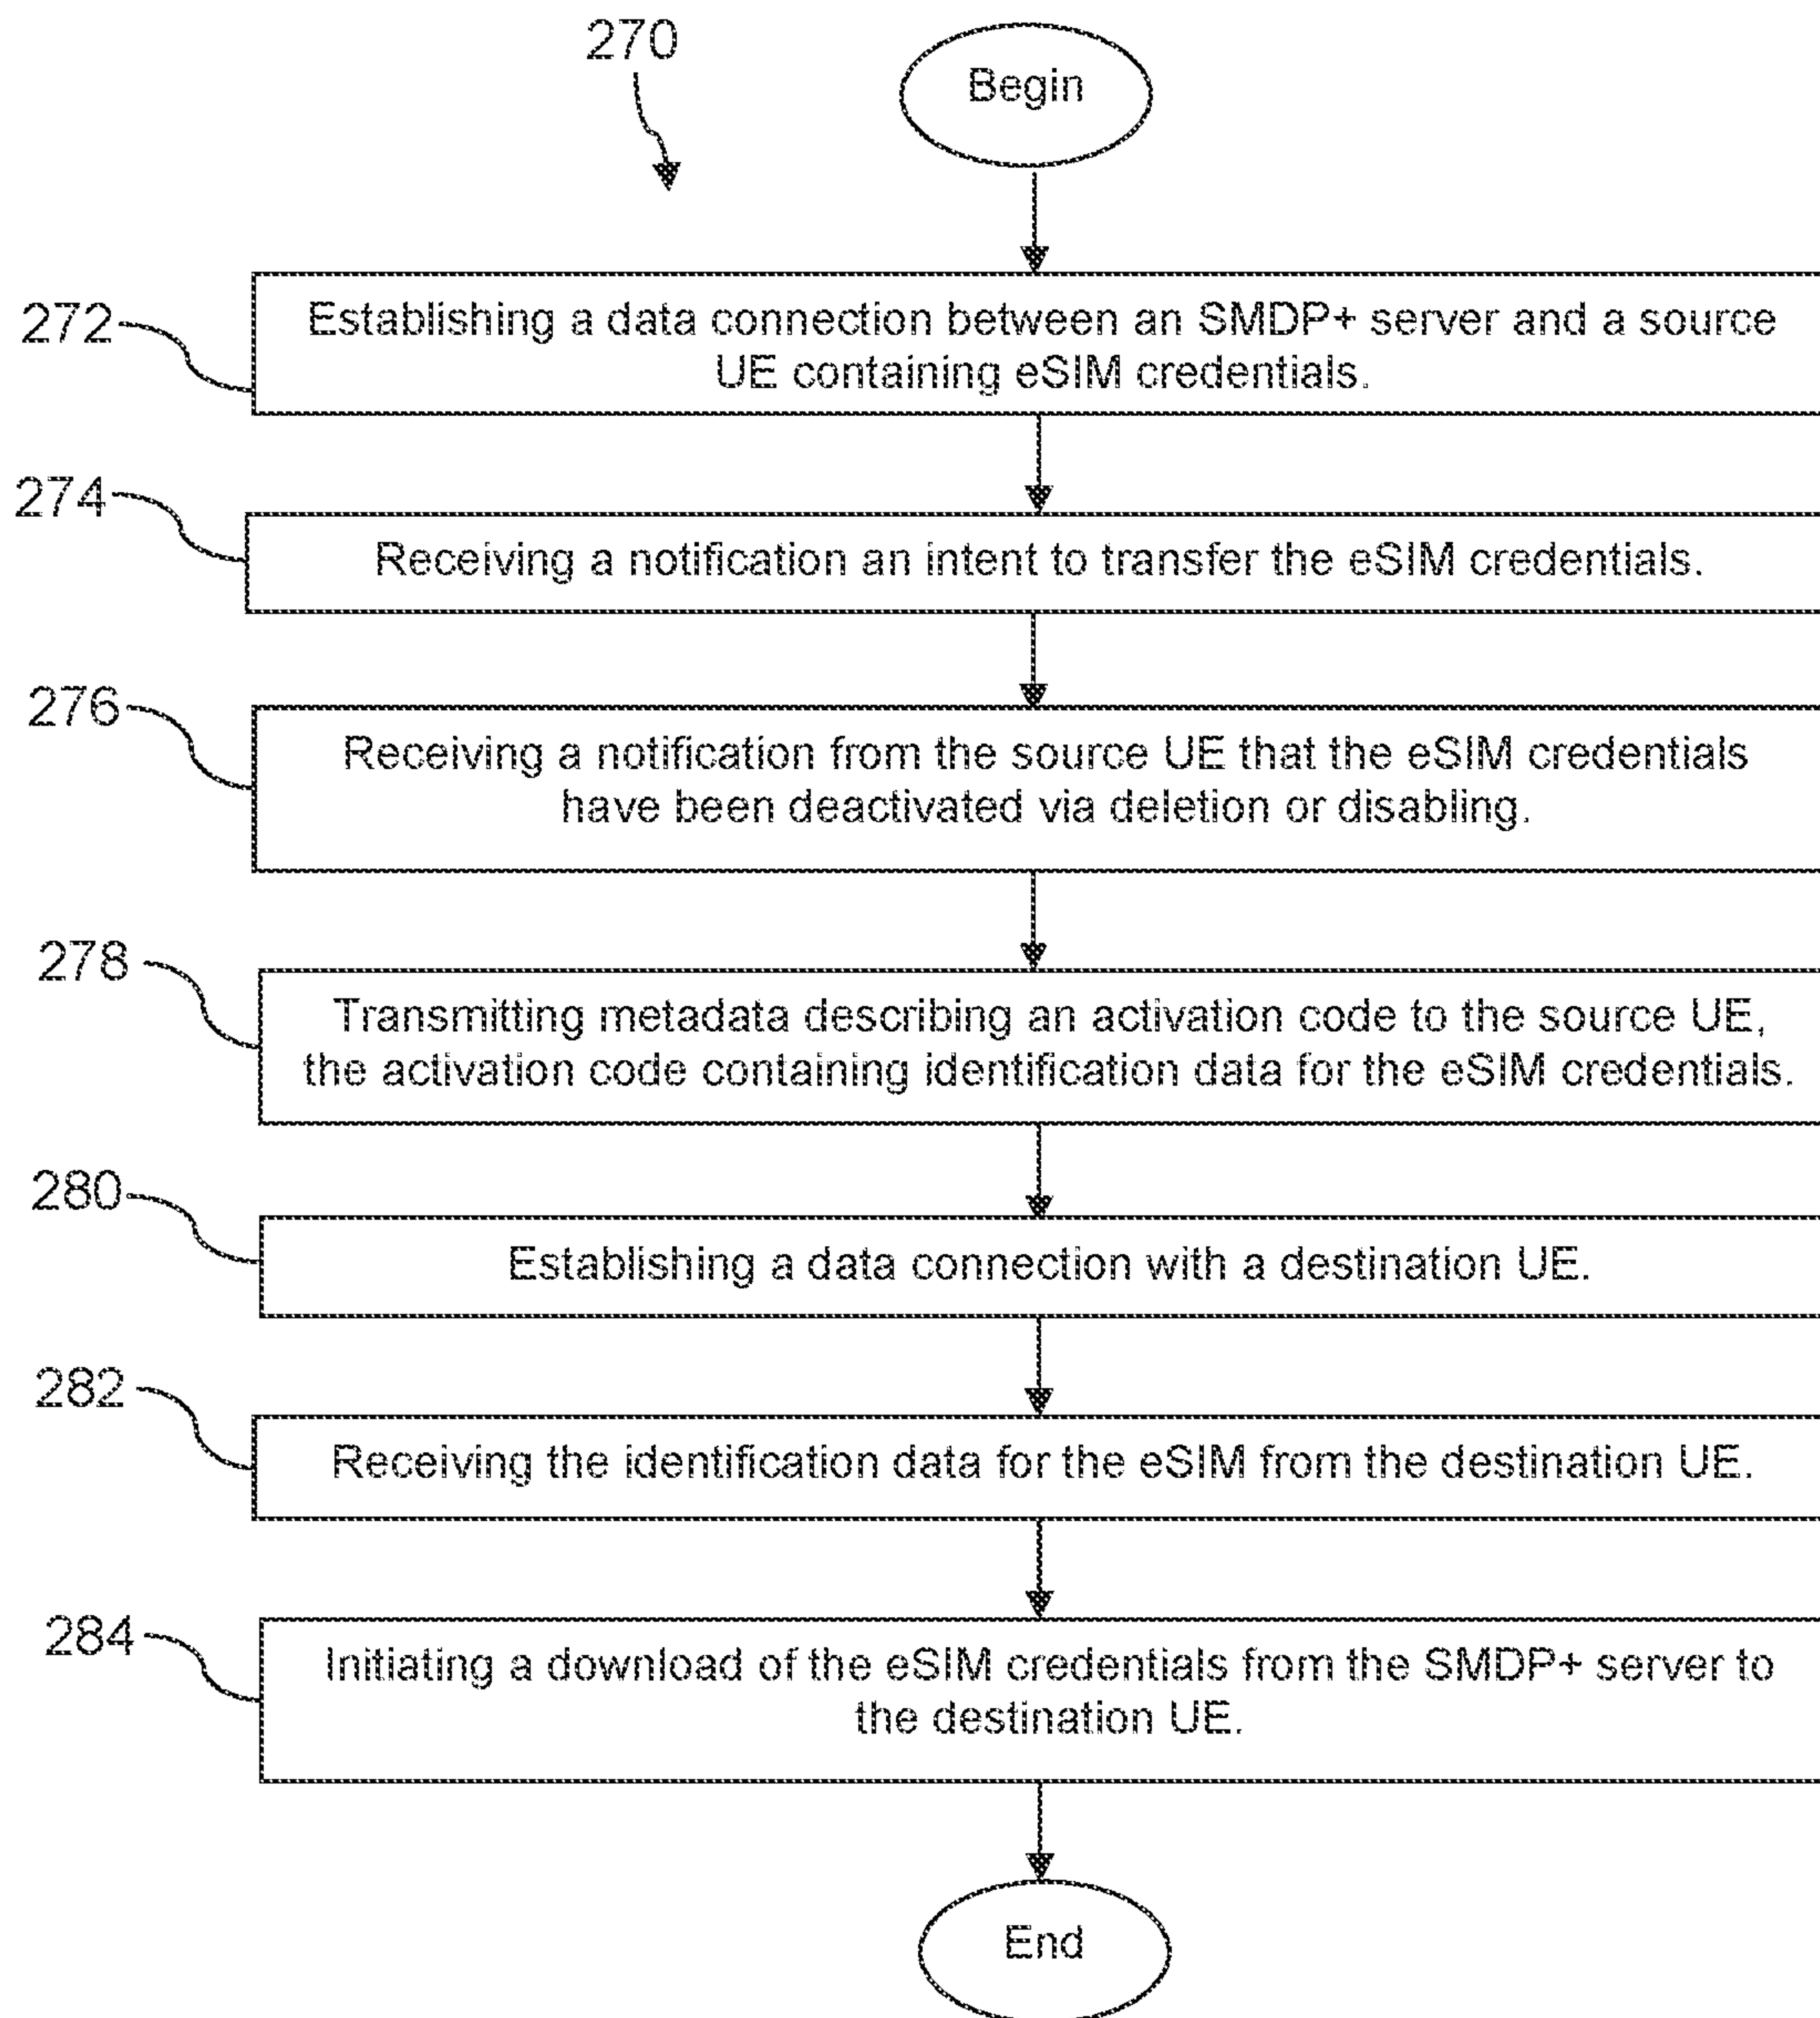 270
Begin
272
Establishing a data connection between an SMDP+ server and a source
UE containing eSIM credentials.
274
Receiving a notification an intent to transfer the eSIM credentials.
276
Receiving a notification from the source UE that the eSIM credentials
have been deactivated via deletion or disabling.
278
Transmitting metadata describing an activation code to the source UE,
the activation code containing identification data for the eSIM credentials.
280
Establishing a data connection with a destination UE.
282
Receiving the identification data for the eSIM from the destination UE.
284
Initiating a download of the eSIM credentials from the SMDP+ server to
the destination UE.
End